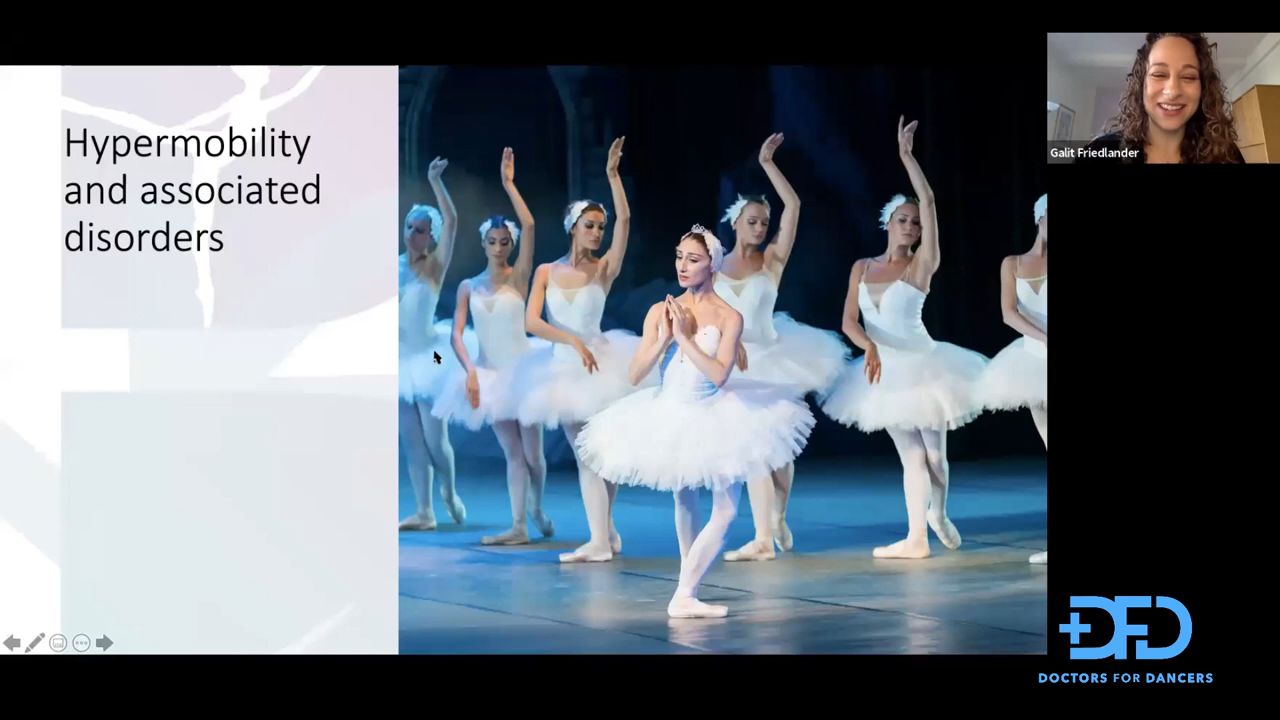 Hypermobility
and associated
disorders
Galit Friedlander
DFD
DOCTORS FOR DANCERS